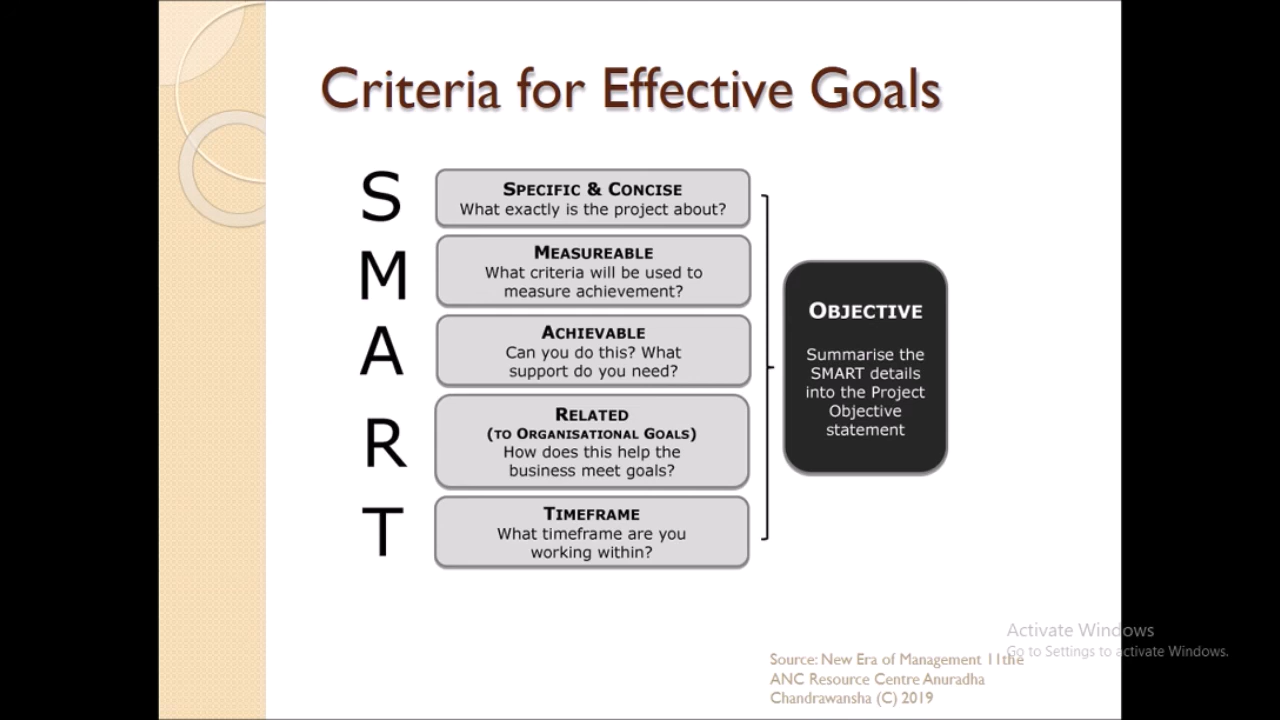 Criteria for Effective Goals
S
SPECIFIC & CONCISE
What exactly is the project about?
M
MEASUREABLE
What criteria will be used to
measure achievement?
A
ACHIEVABLE
Can you do this? What
support do you need?
R
RELATED
(TO ORGANISATIONAL GOALS)
How does this help the
business meet goals?
T
TIMEFRAME
What timeframe are you
working within?
OBJECTIVE
Summarise the
SMART details
into the Project
Objective
statement
Activate Windows
Go to Settings to activate Windows.
Source: New Era of Management 11the
ANC Resource Centre Anuradha
Chandrawansha (C) 2019